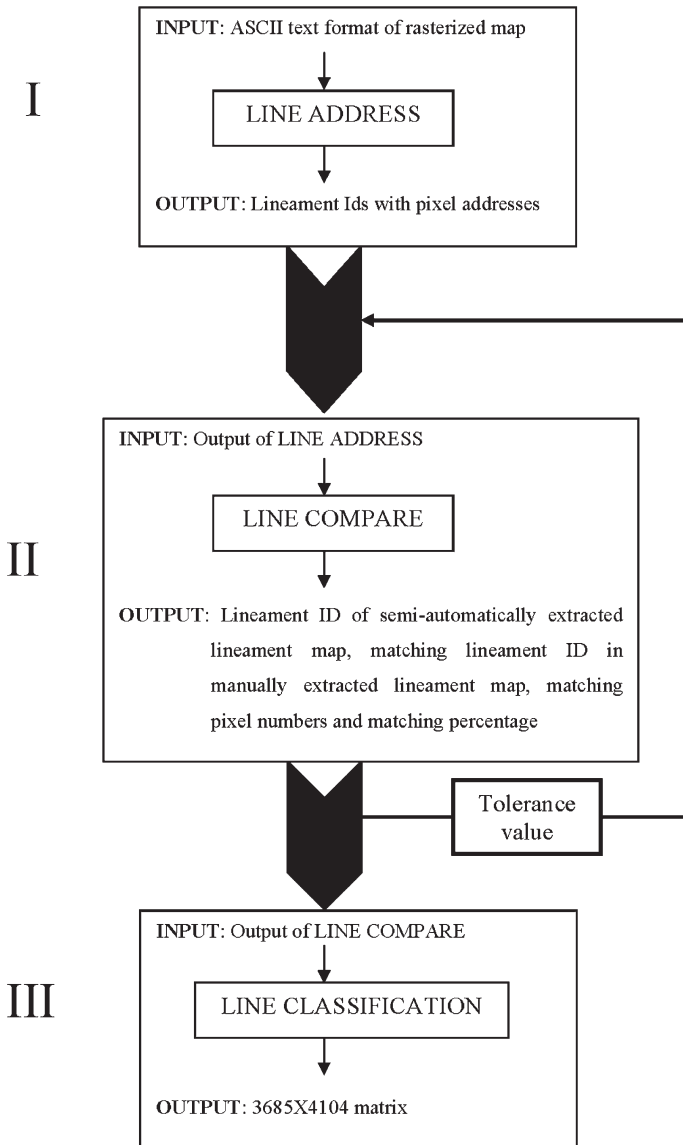 I
INPUT: ASCII text format of rasterized map
LINE ADDRESS
OUTPUT: Lineament Ids with pixel addresses
II
INPUT: Output of LINE ADDRESS
LINE COMPARE
OUTPUT: Lineament ID of semi-automatically extracted
lineament map, matching lineament ID in
manually extracted lineament map, matching
pixel numbers and matching percentage
Tolerance
value
III
INPUT: Output of LINE COMPARE
LINE CLASSIFICATION
OUTPUT: 3685X4104 matrix